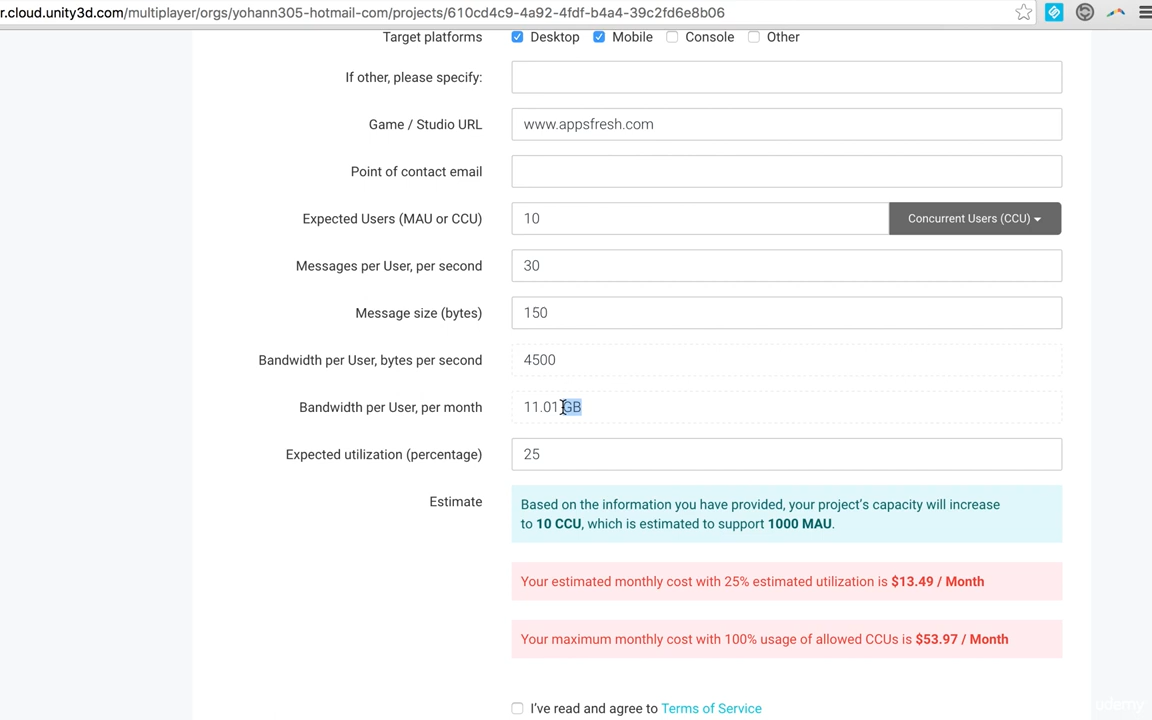 r.cloud.unity3d.com/multiplayer/orgs/yohann305-hotmail-com/projects/610cd4c9-4a92-4fdf-b4a4-39c2fd6e8b06
Target platforms Desktop Mobile Console Other
If other, please specify:
Game / Studio URL www.appsfresh.com
Point of contact email
Expected Users (MAU or CCU) 10 Concurrent Users (CCU)
Messages per User, per second 30
Message size (bytes) 150
Bandwidth per User, bytes per second 4500
Bandwidth per User, per month 11.01 GB
Expected utilization (percentage) 25
Estimate Based on the information you have provided, your project's capacity will increase
to 10 CCU, which is estimated to support 1000 MAU.
Your estimated monthly cost with 25% estimated utilization is $13.49 / Month
Your maximum monthly cost with 100% usage of allowed CCUs is $53.97 / Month
I've read and agree to Terms of Service
udemy